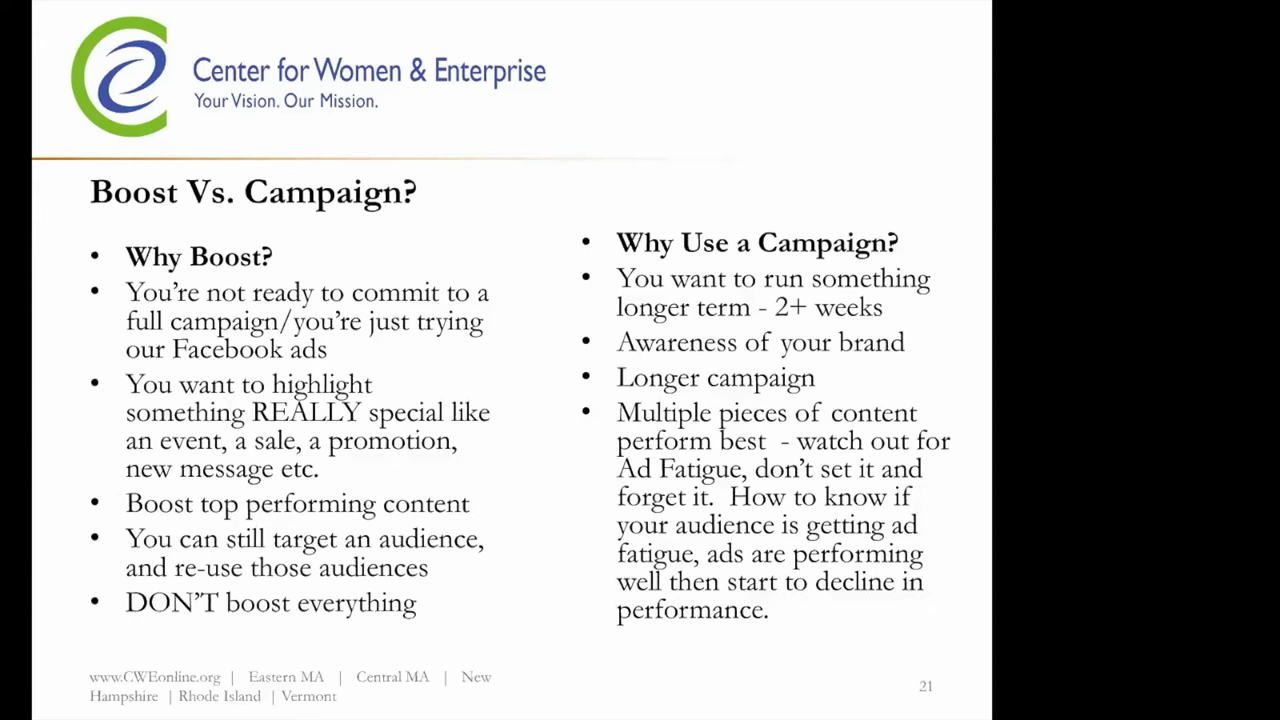 Center for Women & Enterprise
Your Vision. Our Mission.
Boost Vs. Campaign?
• Why Boost?
• You're not ready to commit to a
full campaign/you're just trying
our Facebook ads
• You want to highlight
something REALLY special like
an event, a sale, a promotion,
new message etc.
• Boost top performing content
• You can still target an audience,
and re-use those audiences
• DON'T boost everything
• Why Use a Campaign?
• You want to run something
longer term - 2+ weeks
• Awareness of your brand
• Longer campaign
• Multiple pieces of content
perform best - watch out for
Ad Fatigue, don't set it and
forget it. How to know if
your audience is getting ad
fatigue, ads are performing
well then start to decline in
performance.
www.CWEonline.org | Eastern MA | Central MA | New
Hampshire | Rhode Island | Vermont
21